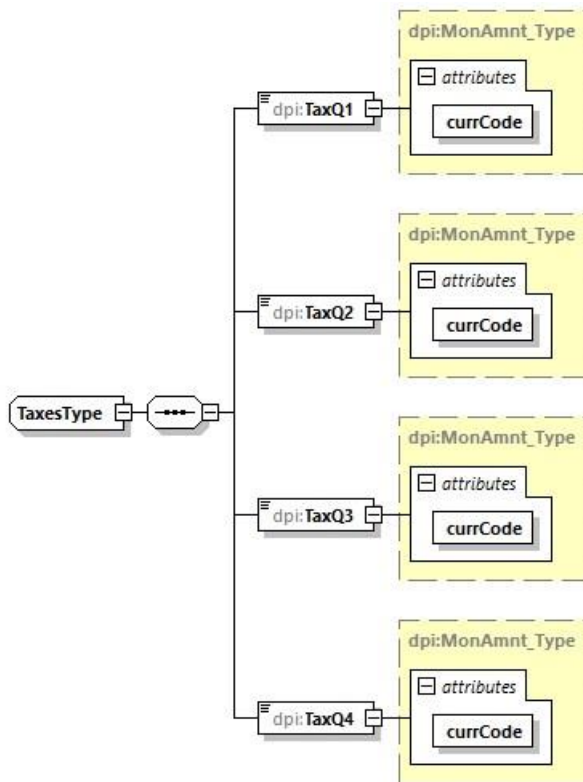 dpi:MonAmnt_Type
attributes
dpi:TaxQ1
currCode
dpi:MonAmnt_Type
attributes
dpi:TaxQ2
currCode
TaxesType
dpi:MonAmnt_Type
attributes
dpi:TaxQ3
currCode
dpi:MonAmnt_Type
attributes
dpi:TaxQ4
currCode